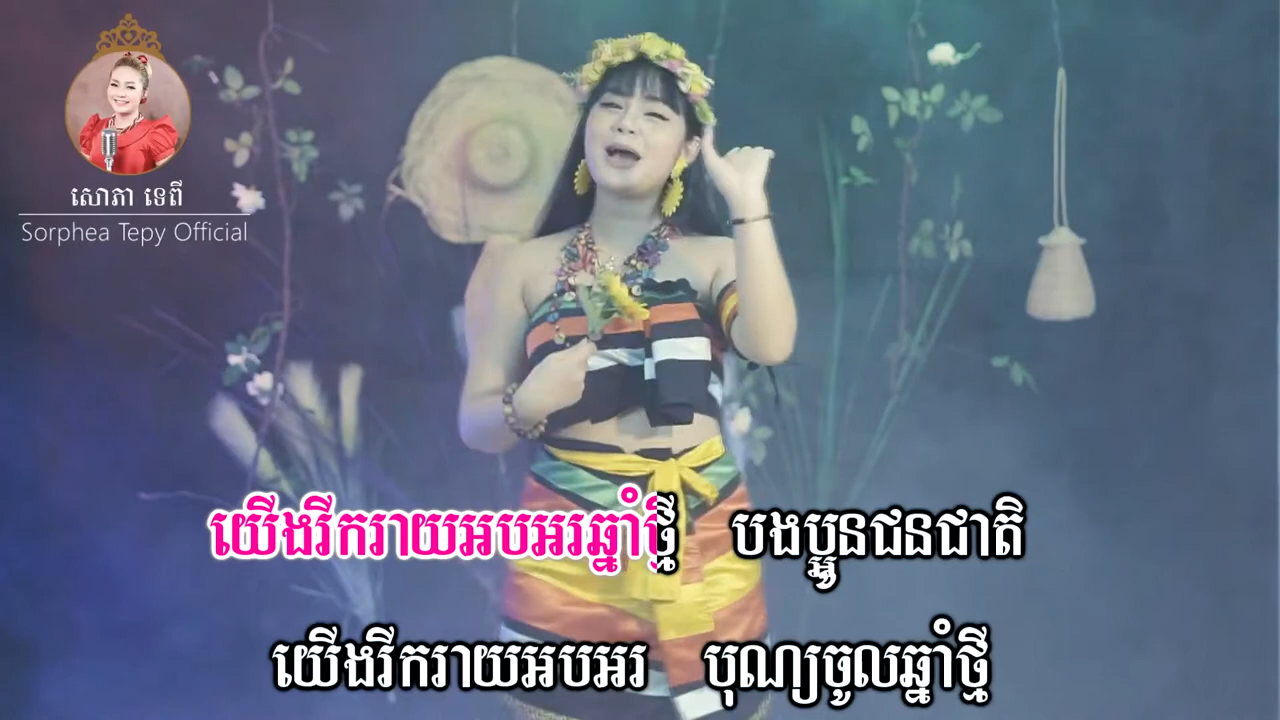 សោភា ទេពី
Sorphea Tepy Official
យើងរីករាយអបអរឆ្នាំថ្មី បងប្អូនជនជាតិ
យើងរីករាយអបអរ បុណ្យចូលឆ្នាំថ្មី